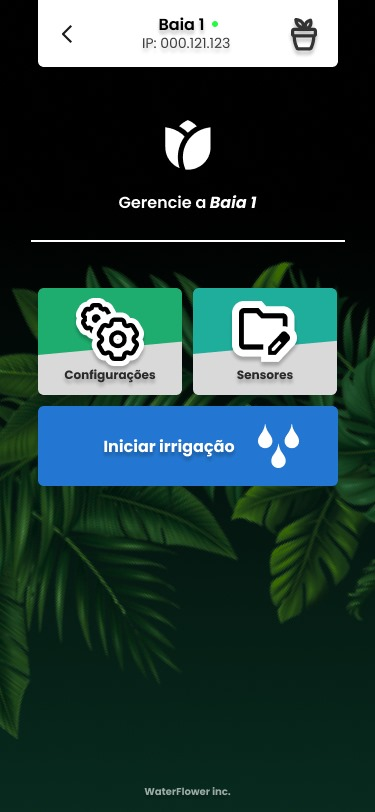 Baia 1
IP: 000.121.123
Gerencie a Baia 1
Configurações
Sensores
Iniciar irrigação
WaterFlower inc.